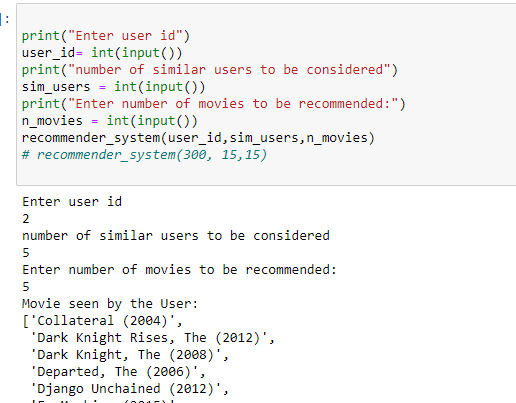 :
print("Enter user id")
user_id= int(input())
print("number of similar users to be considered")
sim_users = int(input())
print("Enter number of movies to be recommended:")
n_movies = int(input())
recommender_system(user_id,sim_users,n_movies)
# recommender_system(300, 15,15)
Enter user id
2
number of similar users to be considered
5
Enter number of movies to be recommended:
5
Movie seen by the User:
['Collateral (2004)',
 'Dark Knight Rises, The (2012)',
 'Dark Knight, The (2008)',
 'Departed, The (2006)',
 'Django Unchained (2012)',